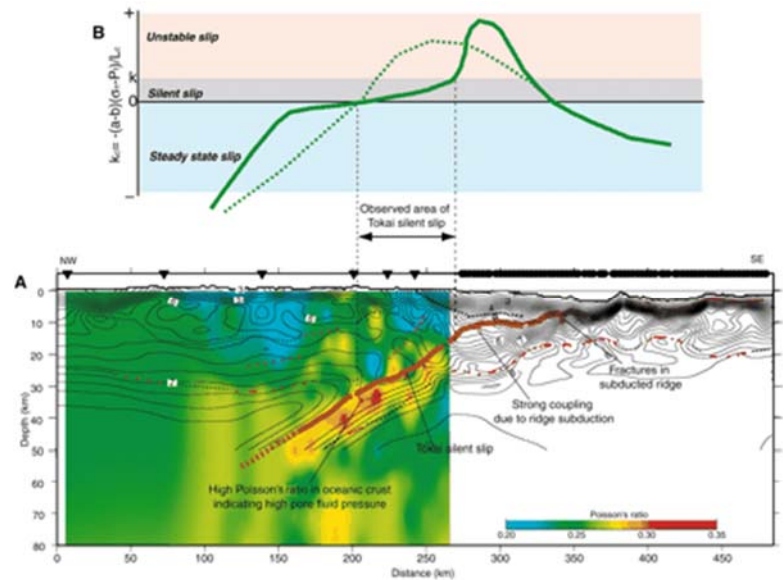 B
+
Unstable slip
k
Silent slip
0
Steady state slip
−
Observed area of
Tokai silent slip
A
NW
SE
0
10
20
30
40
50
60
70
80
Depth (km)
Fractures in
subducted ridge
Strong coupling
due to ridge subduction
Tokai silent slip
High Poisson's ratio in oceanic crust
indicating high pore fluid pressure
Poisson's ratio
0.20 0.25 0.30 0.35
0 50 100 150 200 250 300 350 400 450
Distance (km)